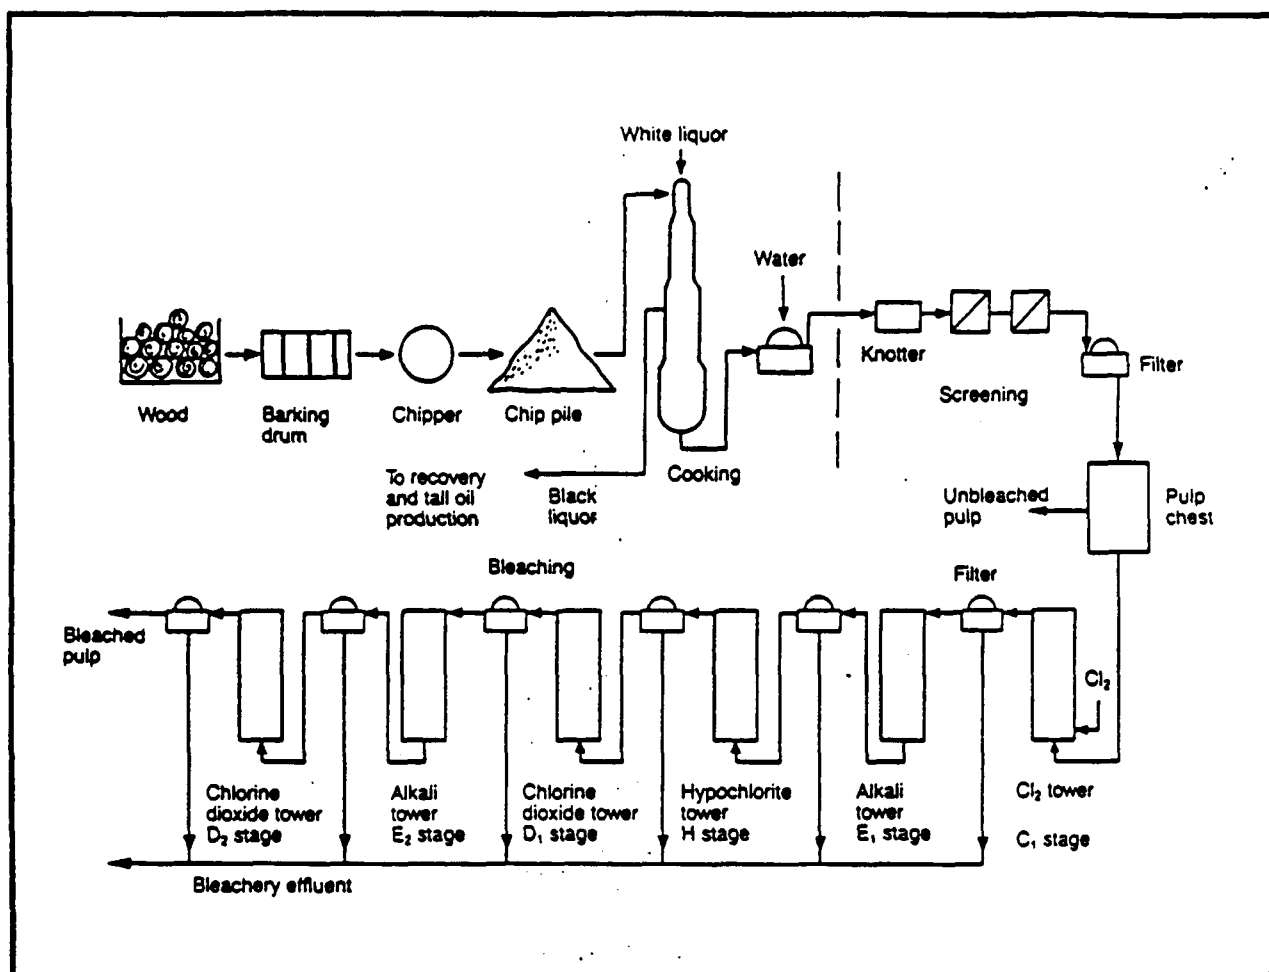 White liquor
Water
Knotter
Screening
Filter
Wood
Barking
drum
Chipper
Chip pile
Cooking
To recovery
and tall oil
production
Black
liquor
Unbleached
pulp
Pulp
chest
Bleaching
Filter
Bleached
pulp
Cl₂
Chlorine
dioxide tower
D₂ stage
Alkali
tower
E₂ stage
Chlorine
dioxide tower
D₁ stage
Hypochlorite
tower
H stage
Alkali
tower
E₁ stage
Cl₂ tower
C₁ stage
Bleachery effluent